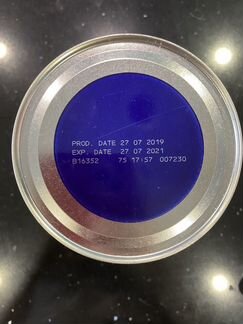 PROD. DATE 27 07 2019
EXP. DATE 27 07 2021
B16352 75 17:57 007230